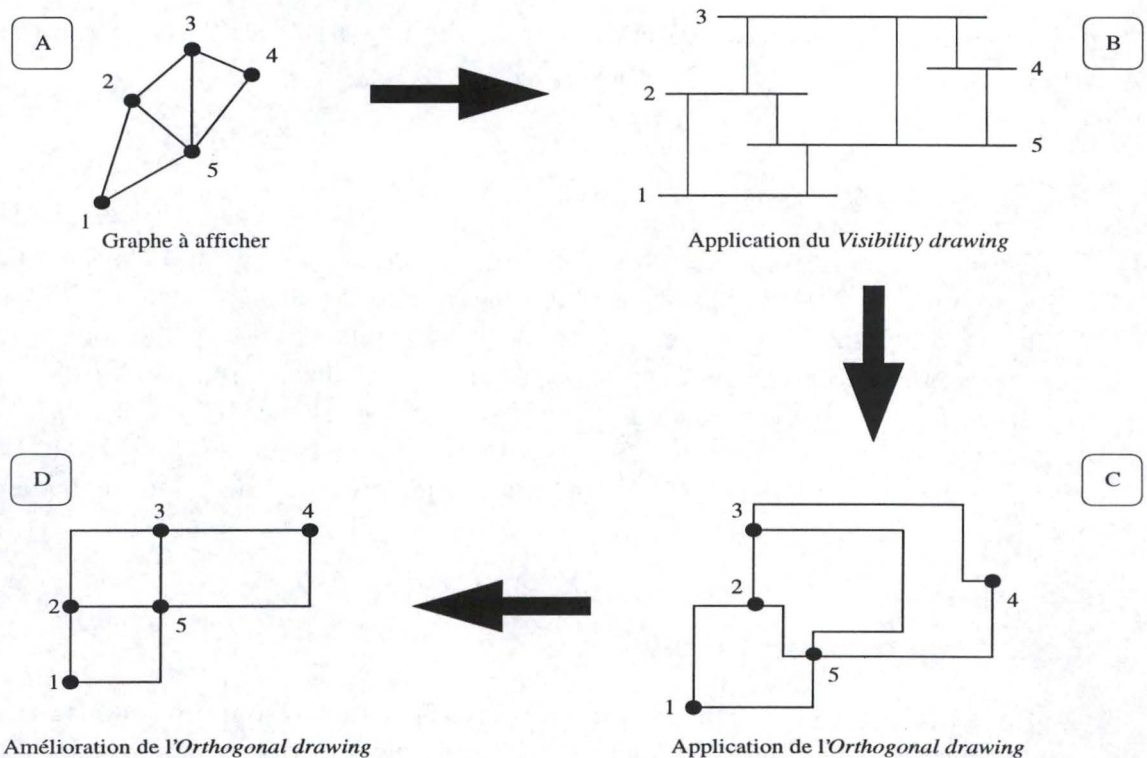 A
3
4
2
5
1
Graphe à afficher
3
B
4
2
5
1
Application du Visibility drawing
D
3
4
2
5
1
Amélioration de l'Orthogonal drawing
C
3
2
4
5
1
Application de l'Orthogonal drawing